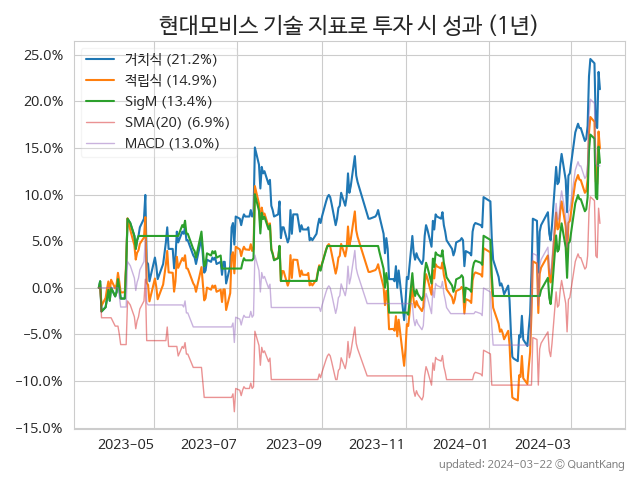 현대모비스 기술 지표로 투자 시 성과 (1년)
거치식 (21.2%)
적립식 (14.9%)
SigM (13.4%)
SMA(20) (6.9%)
MACD (13.0%)
25.0%
20.0%
15.0%
10.0%
5.0%
0.0%
−5.0%
−10.0%
−15.0%
2023-05 2023-07 2023-09 2023-11 2024-01 2024-03
updated: 2024-03-22 ⓒ QuantKang